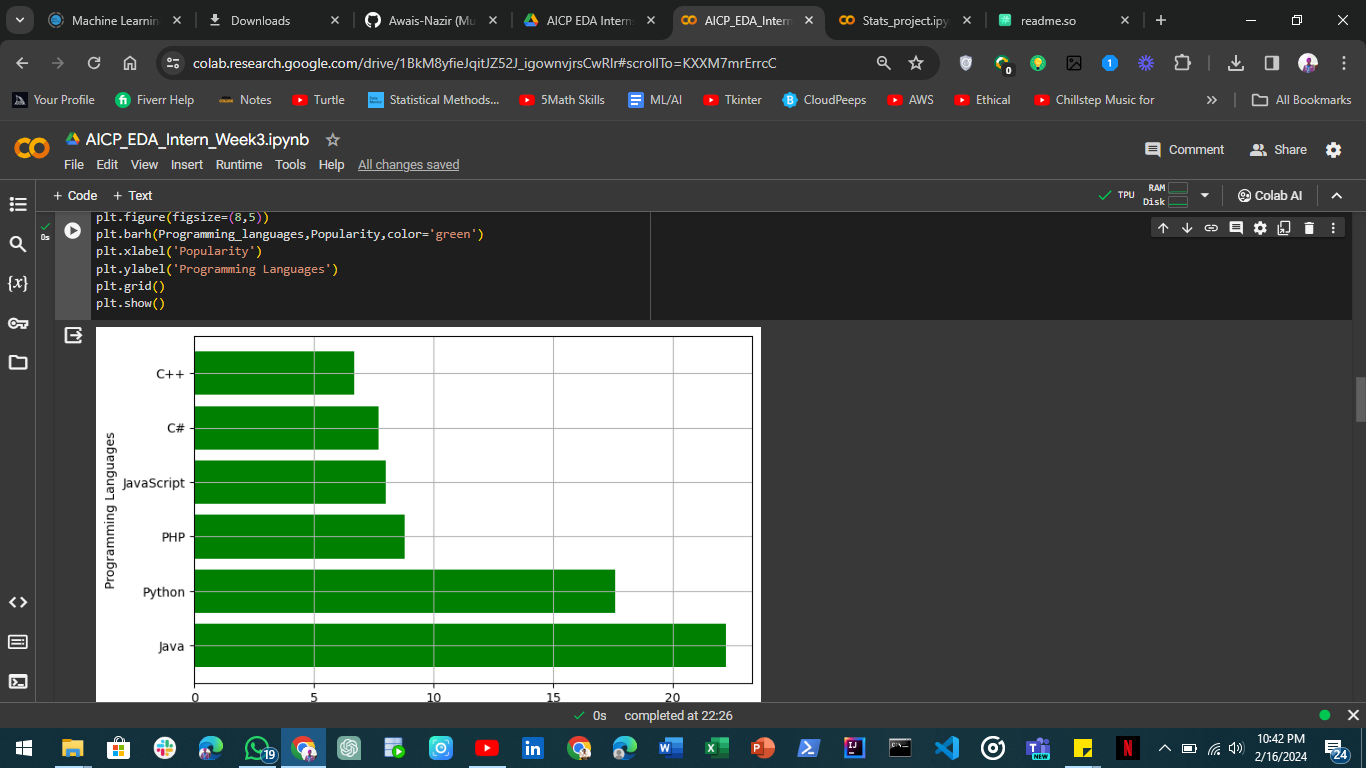 Machine Learnin
Downloads
Awais-Nazir (Mu
AICP EDA Intern
AICP_EDA_Intern
Stats_project.ipy
readme.so
colab.research.google.com/drive/1BkM8yfieJqitJZ52J_igownvjrsCwRlr#scrollTo=KXXM7mrErrcC
0
1
Your Profile
Fiverr Help
Notes
Turtle
Statistical Methods...
5Math Skills
ML/AI
Tkinter
CloudPeeps
AWS
Ethical
Chillstep Music for
»
All Bookmarks
AICP_EDA_Intern_Week3.ipynb
Comment
Share
File Edit View Insert Runtime Tools Help All changes saved
+ Code + Text
TPU
RAM
Disk
Colab AI
0s
plt.figure(figsize=(8,5))
plt.barh(Programming_languages,Popularity,color='green')
plt.xlabel('Popularity')
plt.ylabel('Programming Languages')
plt.grid()
plt.show()
{x}
Programming Languages
C++
C#
JavaScript
PHP
Python
Java
0 5 10 15 20
0s completed at 22:26
19
NEW
10:42 PM
2/16/2024
24